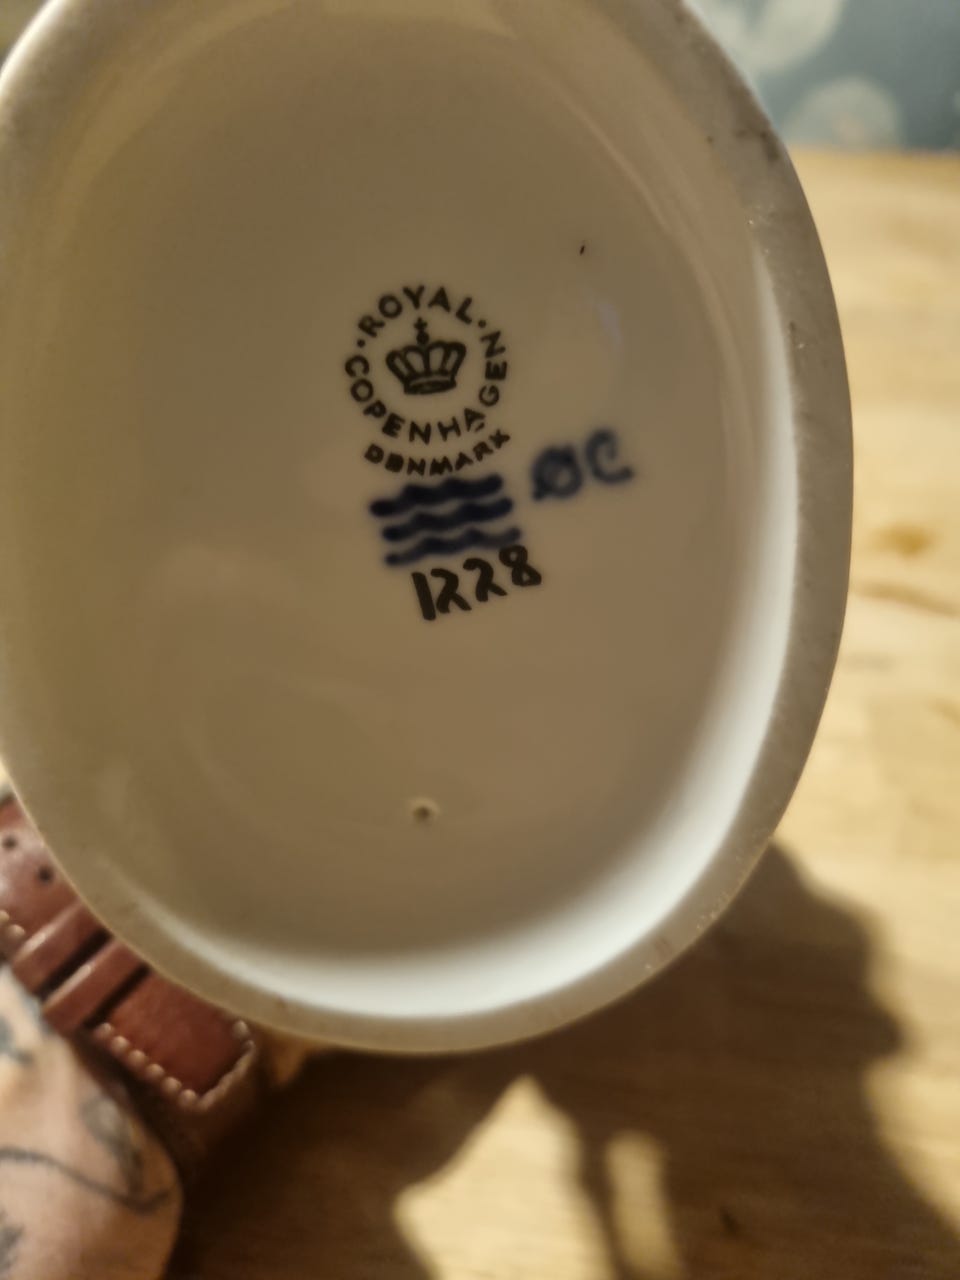 ROYAL
COPENHAGEN
DENMARK
ØC
1228